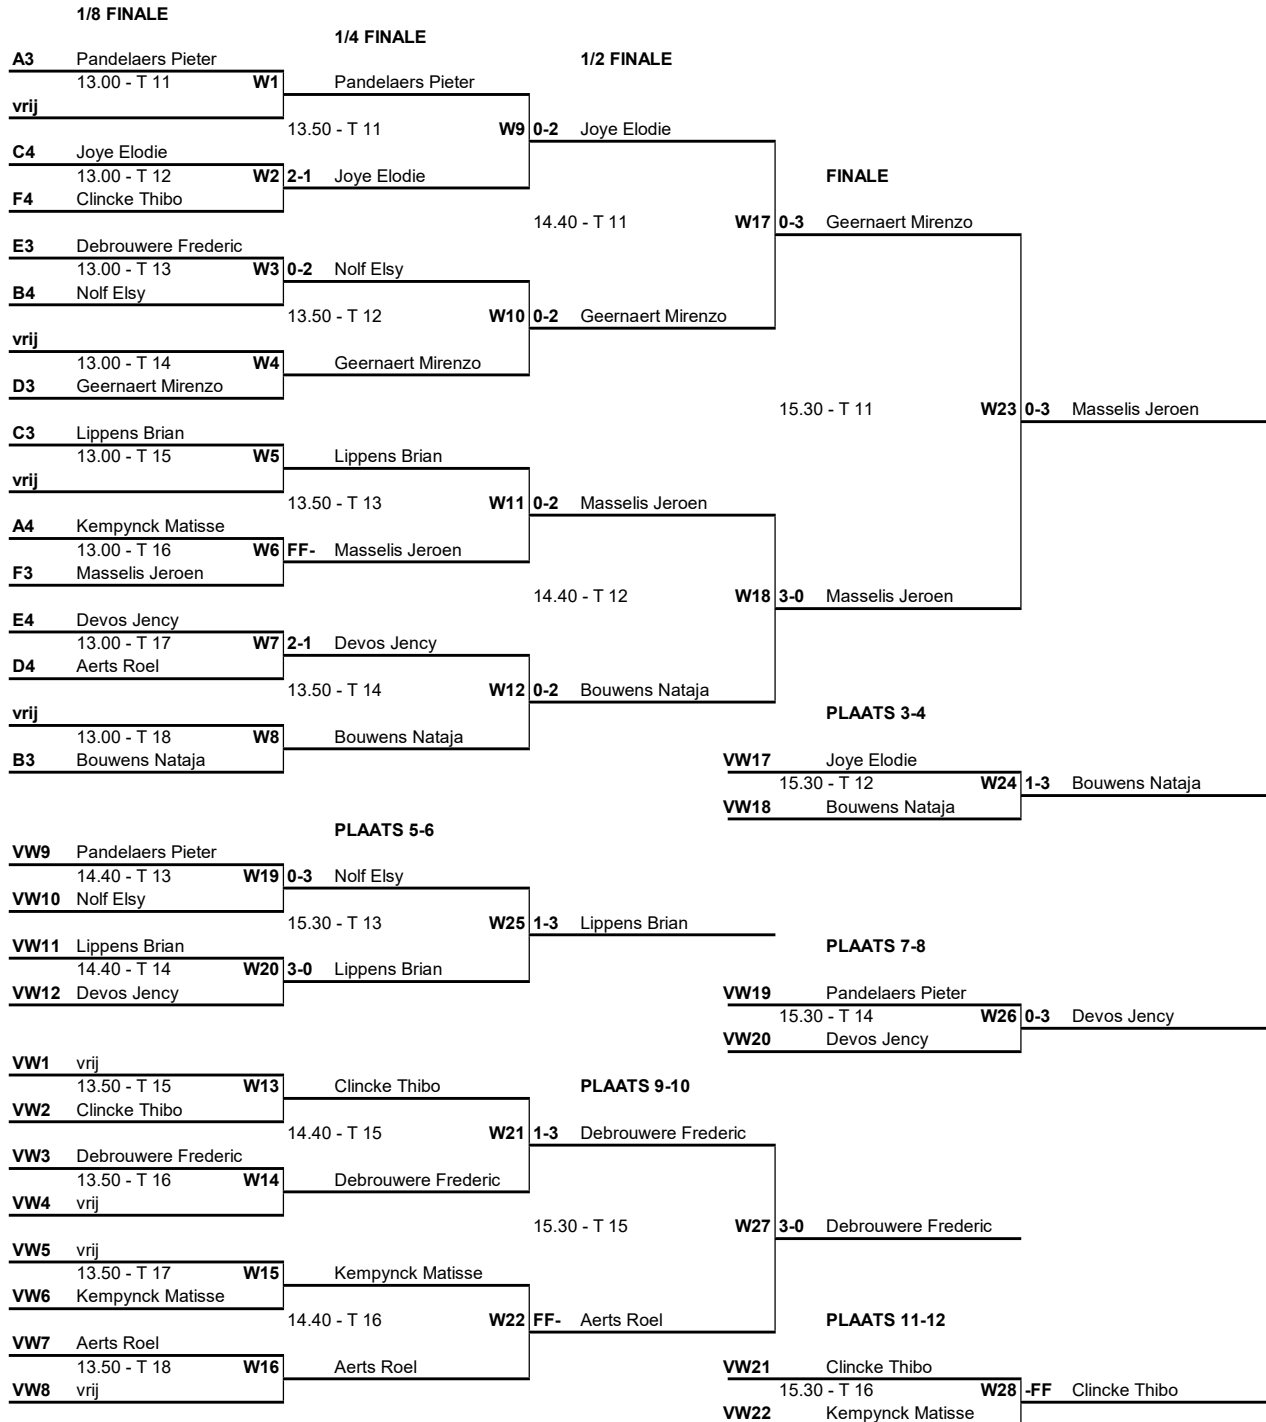 1/8 FINALE
1/4 FINALE
A3 Pandelaers Pieter 1/2 FINALE
13.00 - T 11 W1 Pandelaers Pieter
vrij
13.50 - T 11 W9 0-2 Joye Elodie
C4 Joye Elodie
13.00 - T 12 W2 2-1 Joye Elodie FINALE
F4 Clincke Thibo
14.40 - T 11 W17 0-3 Geernaert Mirenzo
E3 Debrouwere Frederic
13.00 - T 13 W3 0-2 Nolf Elsy
B4 Nolf Elsy
13.50 - T 12 W10 0-2 Geernaert Mirenzo
vrij
13.00 - T 14 W4 Geernaert Mirenzo
D3 Geernaert Mirenzo
15.30 - T 11 W23 0-3 Masselis Jeroen
C3 Lippens Brian
13.00 - T 15 W5 Lippens Brian
vrij
13.50 - T 13 W11 0-2 Masselis Jeroen
A4 Kempynck Matisse
13.00 - T 16 W6 FF- Masselis Jeroen
F3 Masselis Jeroen
14.40 - T 12 W18 3-0 Masselis Jeroen
E4 Devos Jency
13.00 - T 17 W7 2-1 Devos Jency
D4 Aerts Roel
13.50 - T 14 W12 0-2 Bouwens Nataja
vrij PLAATS 3-4
13.00 - T 18 W8 Bouwens Nataja
B3 Bouwens Nataja VW17 Joye Elodie
15.30 - T 12 W24 1-3 Bouwens Nataja
VW18 Bouwens Nataja
PLAATS 5-6
VW9 Pandelaers Pieter
14.40 - T 13 W19 0-3 Nolf Elsy
VW10 Nolf Elsy
15.30 - T 13 W25 1-3 Lippens Brian
VW11 Lippens Brian PLAATS 7-8
14.40 - T 14 W20 3-0 Lippens Brian
VW12 Devos Jency VW19 Pandelaers Pieter
15.30 - T 14 W26 0-3 Devos Jency
VW20 Devos Jency
VW1 vrij
13.50 - T 15 W13 Clincke Thibo PLAATS 9-10
VW2 Clincke Thibo
14.40 - T 15 W21 1-3 Debrouwere Frederic
VW3 Debrouwere Frederic
13.50 - T 16 W14 Debrouwere Frederic
VW4 vrij
15.30 - T 15 W27 3-0 Debrouwere Frederic
VW5 vrij
13.50 - T 17 W15 Kempynck Matisse
VW6 Kempynck Matisse
14.40 - T 16 W22 FF- Aerts Roel PLAATS 11-12
VW7 Aerts Roel
13.50 - T 18 W16 Aerts Roel VW21 Clincke Thibo
VW8 vrij 15.30 - T 16 W28 -FF Clincke Thibo
VW22 Kempynck Matisse